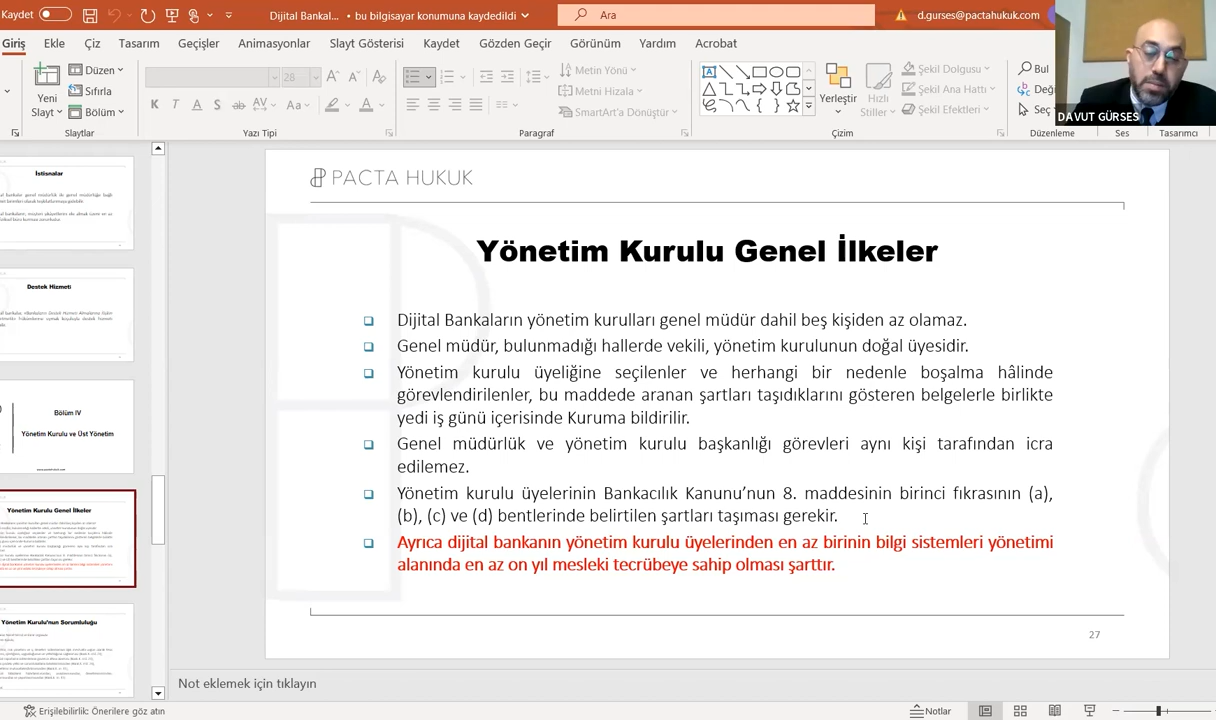 Kaydet
Dijital Bankal... • bu bilgisayar konumuna kaydedildi
Ara
d.gurses@pactahukuk.com
Giriş Ekle Çiz Tasarım Geçişler Animasyonlar Slayt Gösterisi Kaydet Gözden Geçir Görünüm Yardım Acrobat
Yeni Slayt
Düzen
Sıfırla
Bölüm
28
Metin Yönü
Metni Hizala
SmartArt'a Dönüştür
Yerleştir
Hızlı Stiller
Şekil Dolgusu
Şekil Ana Hattı
Şekil Efektleri
Bul
Seç
DAVUT GÜRSES
Slaytlar Yazı Tipi Paragraf Çizim Düzenleme Ses Tasarımcı
İstisnalar
Destek Hizmeti
Bölüm IV
Yönetim Kurulu ve Üst Yönetim
Yönetim Kurulu Genel İlkeler
Yönetim Kurulu'nun Sorumluluğu
PACTA HUKUK
Yönetim Kurulu Genel İlkeler
Dijital Bankaların yönetim kurulları genel müdür dahil beş kişiden az olamaz.
Genel müdür, bulunmadığı hallerde vekili, yönetim kurulunun doğal üyesidir.
Yönetim kurulu üyeliğine seçilenler ve herhangi bir nedenle boşalma hâlinde
görevlendirilenler, bu maddede aranan şartları taşıdıklarını gösteren belgelerle birlikte
yedi iş günü içerisinde Kuruma bildirilir.
Genel müdürlük ve yönetim kurulu başkanlığı görevleri aynı kişi tarafından icra
edilemez.
Yönetim kurulu üyelerinin Bankacılık Kanunu'nun 8. maddesinin birinci fıkrasının (a),
(b), (c) ve (d) bentlerinde belirtilen şartları taşıması gerekir.
Ayrıca dijital bankanın yönetim kurulu üyelerinden en az birinin bilgi sistemleri yönetimi
alanında en az on yıl mesleki tecrübeye sahip olması şarttır.
27
Not eklemek için tıklayın
Erişilebilirlik: Önerilere göz atın
Notlar